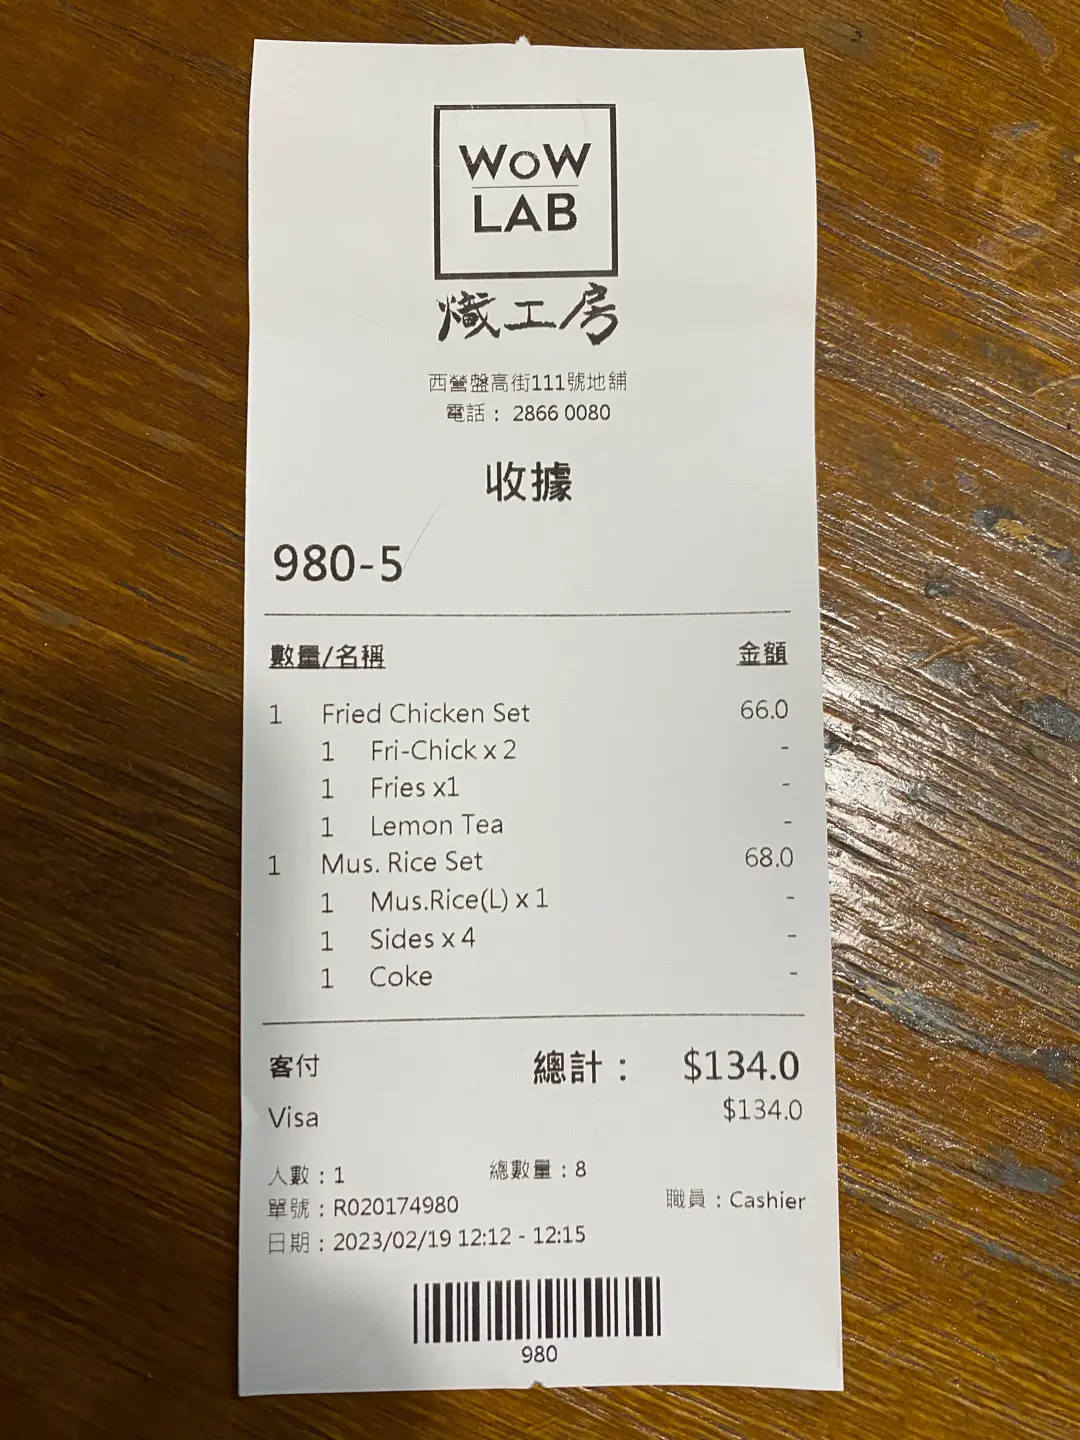 WOW
LAB
熾工房
西營盤高街111號地舖
電話： 2866 0080
收據
980-5
數量/名稱 金額
1 Fried Chicken Set 66.0
1 Fri-Chick x 2 -
1 Fries x1 -
1 Lemon Tea -
1 Mus. Rice Set 68.0
1 Mus.Rice(L) x 1 -
1 Sides x 4 -
1 Coke -
客付 總計： $134.0
Visa $134.0
人數：1 總數量：8
單號：R020174980 職員：Cashier
日期：2023/02/19 12:12 - 12:15
980